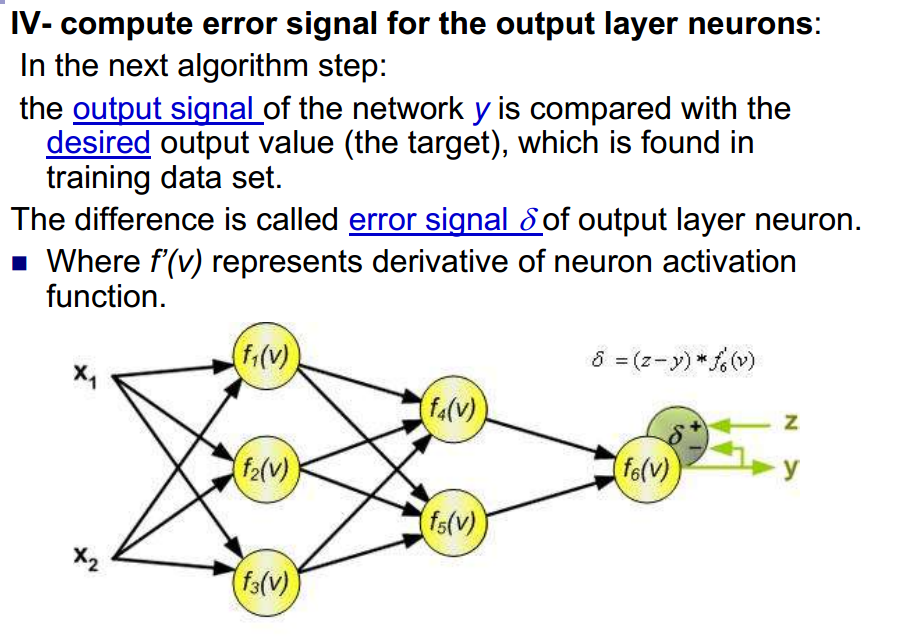 IV- compute error signal for the output layer neurons:
In the next algorithm step:
the output signal of the network y is compared with the
desired output value (the target), which is found in
training data set.
The difference is called error signal δ of output layer neuron.
■ Where f'(v) represents derivative of neuron activation
function.
f₁(v)
δ = (z − y) * f₆'(v)
x₁
f₄(v)
δ + −
z
f₂(v)
f₆(v)
y
f₅(v)
x₂
f₃(v)